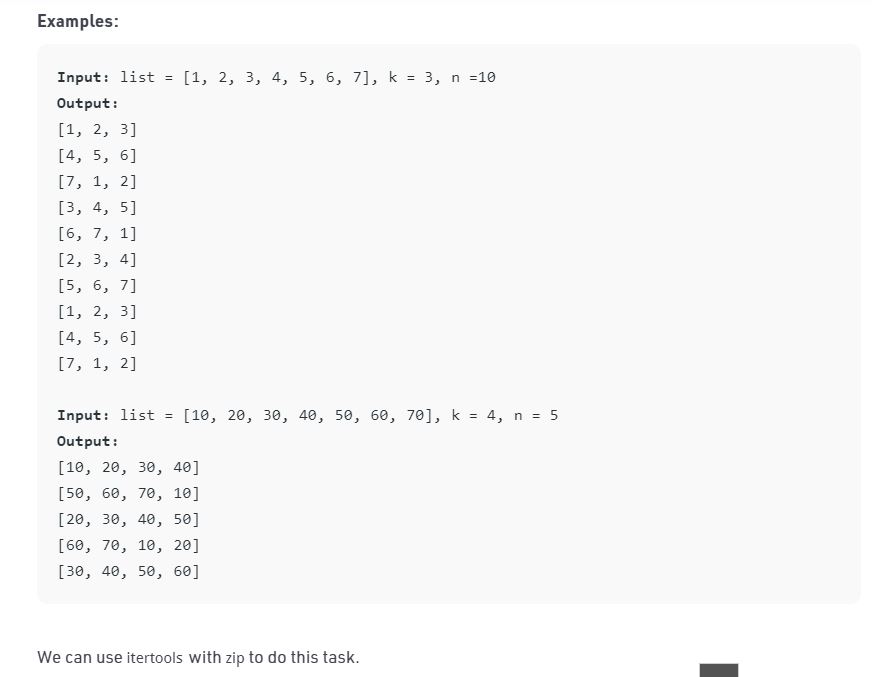 Examples:
Input: list = [1, 2, 3, 4, 5, 6, 7], k = 3, n =10
Output:
[1, 2, 3]
[4, 5, 6]
[7, 1, 2]
[3, 4, 5]
[6, 7, 1]
[2, 3, 4]
[5, 6, 7]
[1, 2, 3]
[4, 5, 6]
[7, 1, 2]
Input: list = [10, 20, 30, 40, 50, 60, 70], k = 4, n = 5
Output:
[10, 20, 30, 40]
[50, 60, 70, 10]
[20, 30, 40, 50]
[60, 70, 10, 20]
[30, 40, 50, 60]
We can use itertools with zip to do this task.